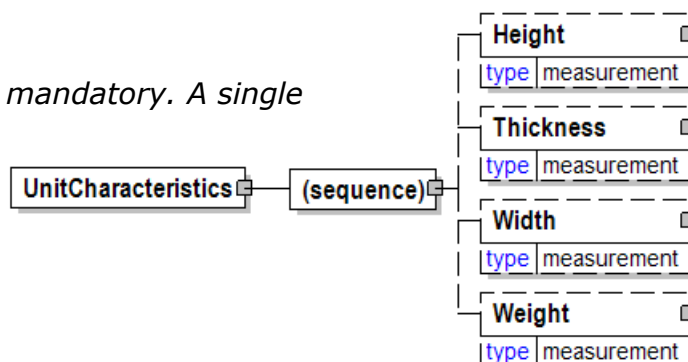 Height
type measurement
mandatory. A single
Thickness
type measurement
UnitCharacteristics (sequence)
Width
type measurement
Weight
type measurement